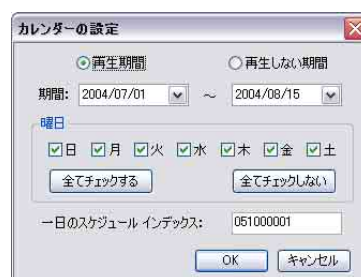 カレンダーの設定
再生期間 再生しない期間
期間: 2004/07/01 ～ 2004/08/15
曜日
日 月 火 水 木 金 土
全てチェックする 全てチェックしない
一日のスケジュール インデックス: 051000001
OK キャンセル